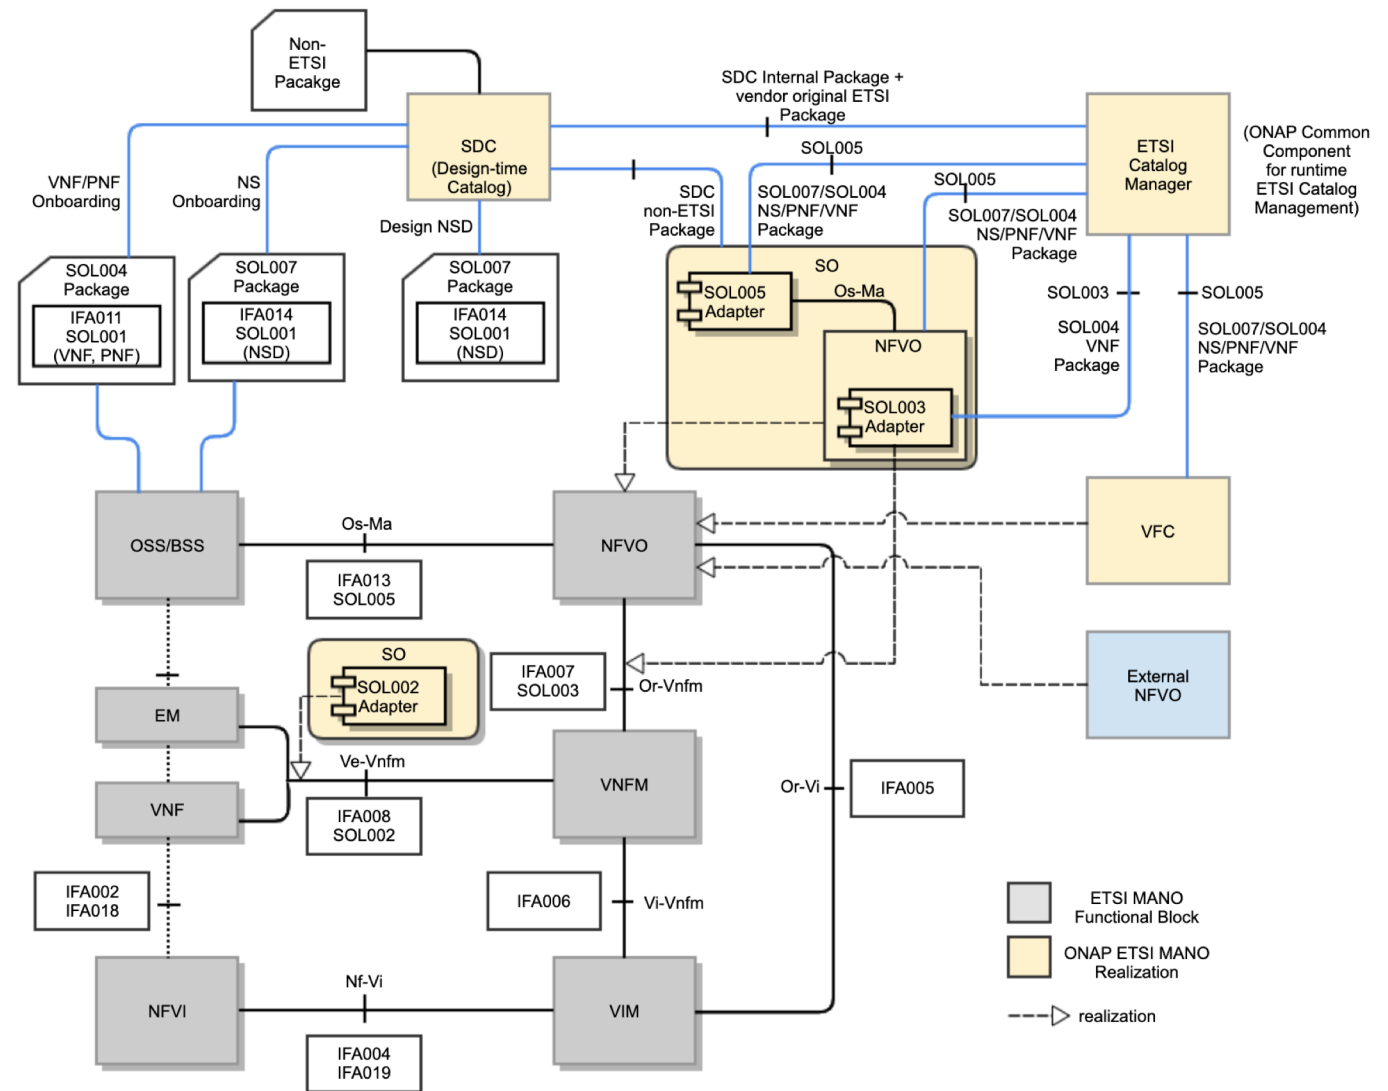 Non-
ETSI
Pacakge
SDC Internal Package +
vendor original ETSI
Package
SDC
(Design-time
Catalog)
ETSI
Catalog
Manager
(ONAP Common
Component
for runtime
ETSI Catalog
Management)
SOL005
SOL005
VNF/PNF
Onboarding
NS
Onboarding
Design NSD
SDC
non-ETSI
Package
SOL007/SOL004
NS/PNF/VNF
Package
SOL007/SOL004
NS/PNF/VNF
Package
SOL004
Package
IFA011
SOL001
(VNF, PNF)
SOL007
Package
IFA014
SOL001
(NSD)
SOL007
Package
IFA014
SOL001
(NSD)
SO
SOL005
Adapter
Os-Ma
NFVO
SOL003
Adapter
SOL003
SOL004
VNF
Package
SOL005
SOL007/SOL004
NS/PNF/VNF
Package
OSS/BSS
Os-Ma
IFA013
SOL005
NFVO
VFC
SO
SOL002
Adapter
IFA007
SOL003
Or-Vnfm
External
NFVO
EM
VNF
Ve-Vnfm
IFA008
SOL002
VNFM
Or-Vi
IFA005
IFA002
IFA018
IFA006
Vi-Vnfm
NFVI
Nf-Vi
IFA004
IFA019
VIM
ETSI MANO
Functional Block
ONAP ETSI MANO
Realization
realization